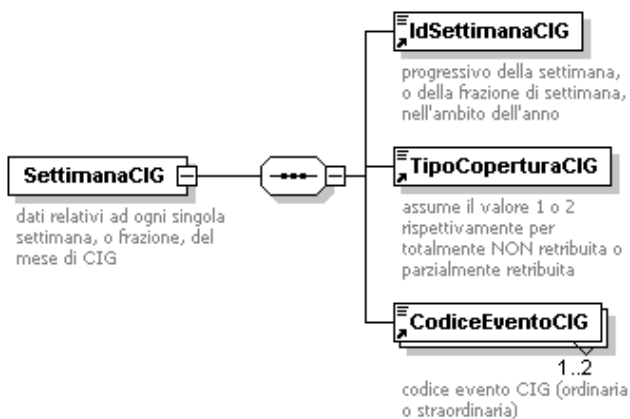 IdSettimanaCIG
progressivo della settimana,
o della frazione di settimana,
nell'ambito dell'anno
SettimanaCIG
dati relativi ad ogni singola
settimana, o frazione, del
mese di CIG
TipoCoperturaCIG
assume il valore 1 o 2
rispettivamente per
totalmente NON retribuita o
parzialmente retribuita
CodiceEventoCIG
1..2
codice evento CIG (ordinaria
o straordinaria)